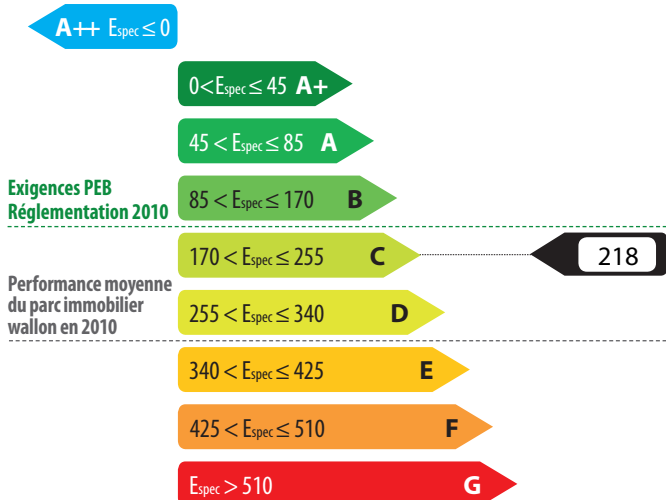 A++ Espec ≤ 0
0 < Espec ≤ 45 A+
45 < Espec ≤ 85 A
Exigences PEB
Réglementation 2010
85 < Espec ≤ 170 B
170 < Espec ≤ 255 C
218
Performance moyenne
du parc immobilier
wallon en 2010
255 < Espec ≤ 340 D
340 < Espec ≤ 425 E
425 < Espec ≤ 510 F
Espec > 510 G